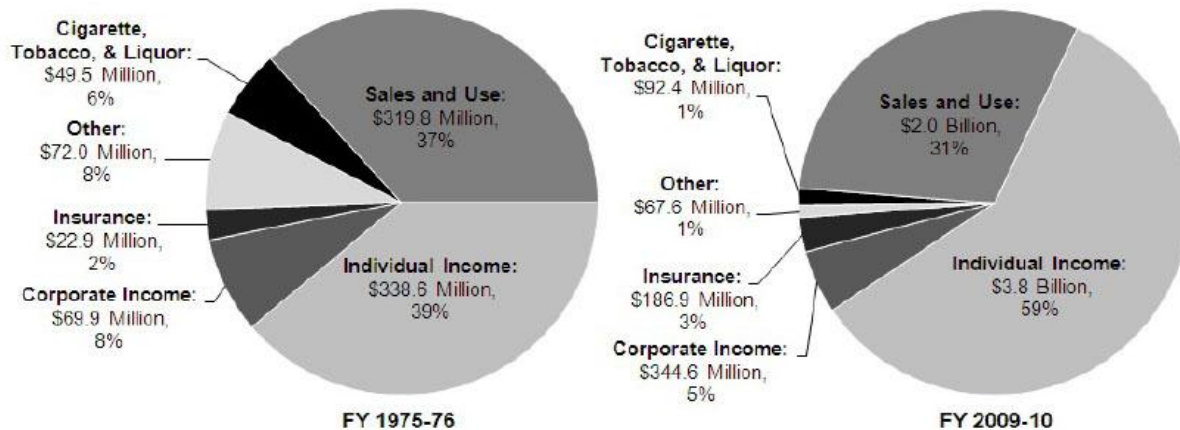 Cigarette,
Tobacco, & Liquor:
$49.5 Million,
6%
Other:
$72.0 Million,
8%
Insurance:
$22.9 Million,
2%
Corporate Income:
$69.9 Million,
8%
Sales and Use:
$319.8 Million,
37%
Individual Income:
$338.6 Million,
39%
FY 1975-76
Cigarette,
Tobacco, & Liquor:
$92.4 Million,
1%
Other:
$67.6 Million,
1%
Insurance:
$186.9 Million,
3%
Corporate Income:
$344.6 Million,
5%
Sales and Use:
$2.0 Billion,
31%
Individual Income:
$3.8 Billion,
59%
FY 2009-10